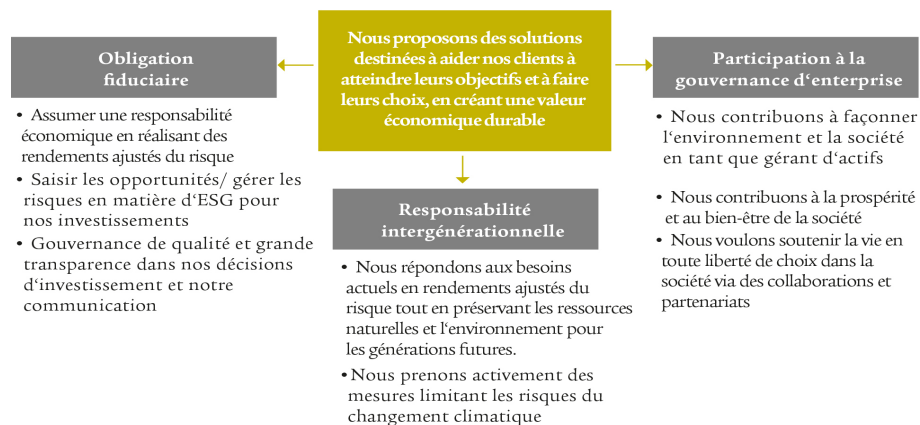 Nous proposons des solutions
destinées à aider nos clients à
atteindre leurs objectifs et à faire
leurs choix, en créant une valeur
économique durable
Obligation
fiduciaire
• Assumer une responsabilité
économique en réalisant des
rendements ajustés du risque
• Saisir les opportunités/ gérer les
risques en matière d‘ESG pour
nos investissements
• Gouvernance de qualité et grande
transparence dans nos décisions
d‘investissement et notre
communication
Responsabilité
intergénérationnelle
• Nous répondons aux besoins
actuels en rendements ajustés du
risque tout en préservant les ressources
naturelles et l‘environnement pour
les générations futures.
• Nous prenons activement des
mesures limitant les risques du
changement climatique
Participation à la
gouvernance d‘enterprise
• Nous contribuons à façonner
l‘environnement et la société
en tant que gérant d‘actifs
• Nous contribuons à la prospérité
et au bien-être de la société
• Nous voulons soutenir la vie en
toute liberté de choix dans la
société via des collaborations et
partenariats